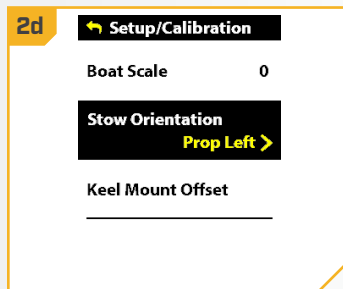 2d
Setup/Calibration
Boat Scale 0
Stow Orientation
Prop Left >
Keel Mount Offset